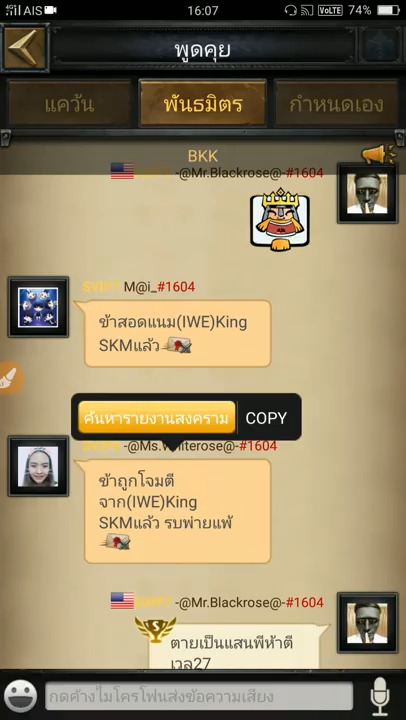 4G AIS
16:07
VoLTE 74%
พูดคุย
แคว้น
พันธมิตร
กำหนดเอง
BKK
-@Mr.Blackrose@-#1604
M@i_#1604
ข้าสอดแนม(IWE)King
SKMแล้ว
ค้นหารายงานสงคราม
COPY
-@Ms.Whiterose@-#1604
ข้าถูกโจมตี
จาก(IWE)King
SKMแล้ว รบพ่ายแพ้
-@Mr.Blackrose@-#1604
S
ตายเป็นแสนพีห้าตี
เวล27
กดค้างไมโครโฟนส่งข้อความเสียง